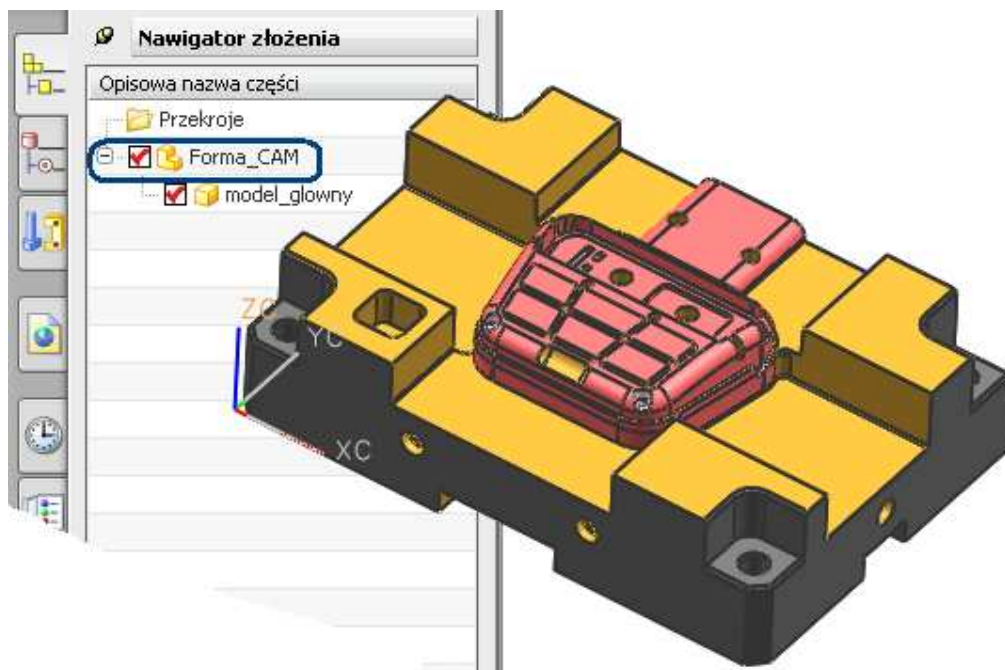 Nawigator złożenia
Opisowa nazwa części
Przekroje
Forma_CAM
model_glowny
ZC
YC
XC